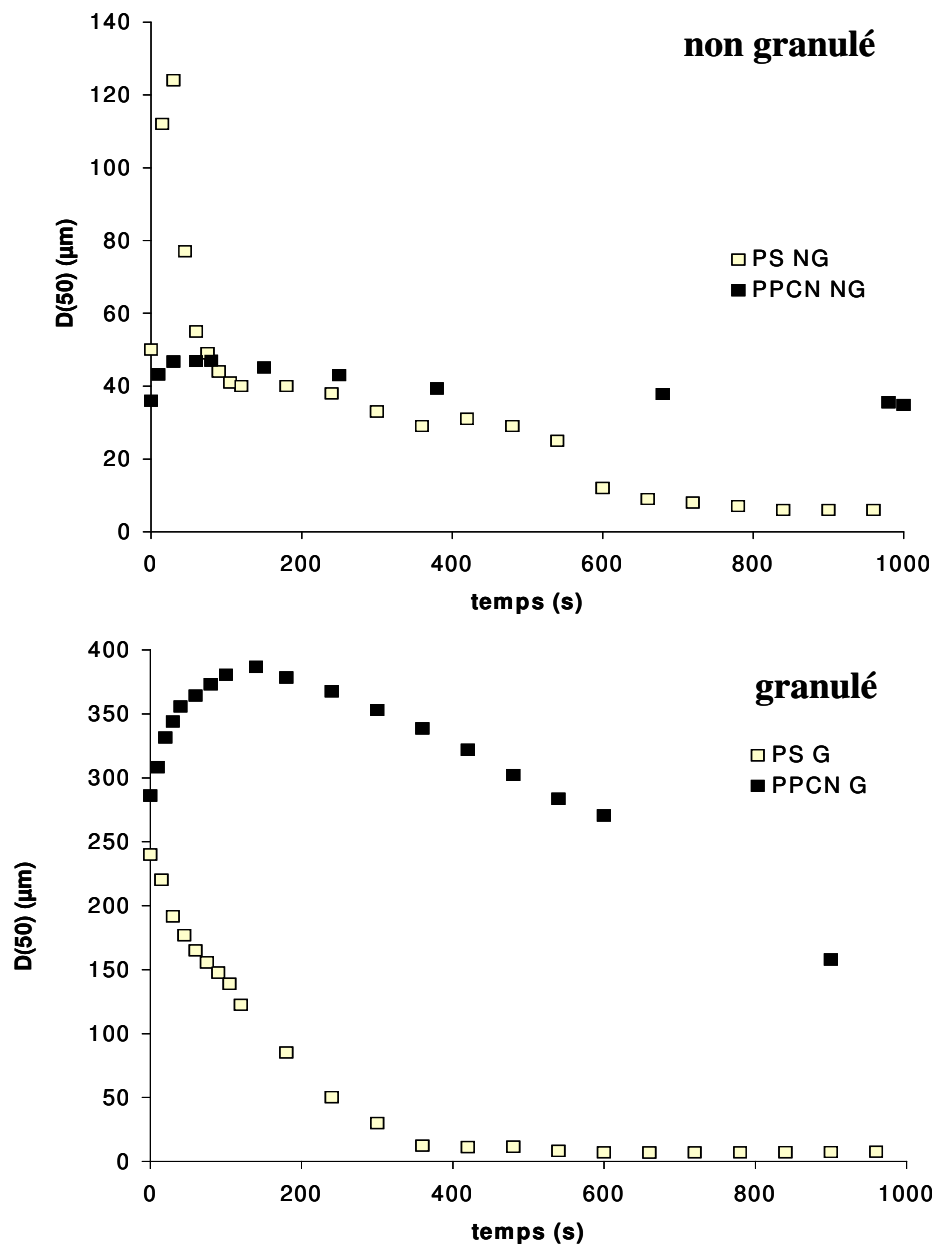 140
non granulé
120
100
80
60
40
20
0
D(50) (µm)
PS NG
PPCN NG
0 200 400 600 800 1000
temps (s)
400
granulé
350
300
250
200
150
100
50
0
D(50) (µm)
PS G
PPCN G
0 200 400 600 800 1000
temps (s)